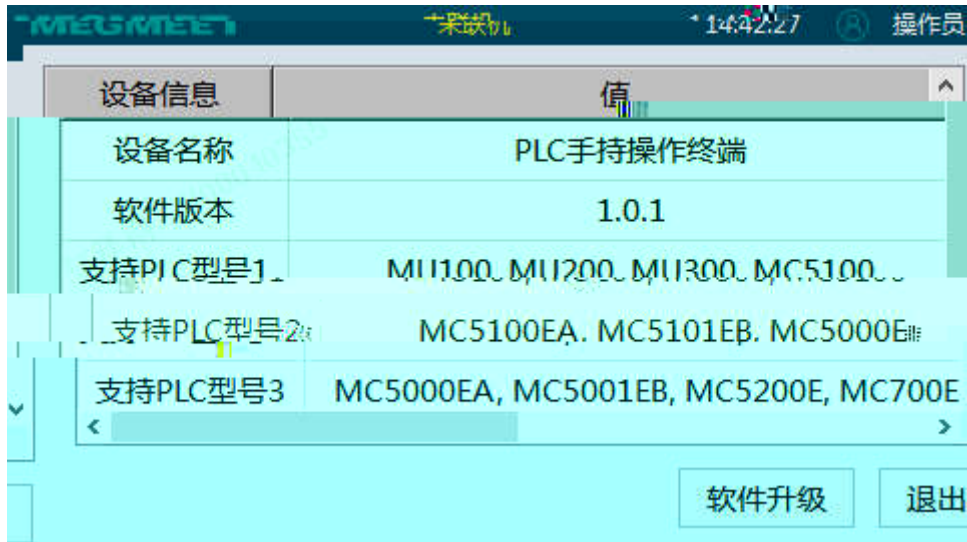 MEGMEET 未联机 14:42:27 操作员
设备信息 值
设备名称 PLC手持操作终端
软件版本 1.0.1
支持PLC型号1 MU100, MU200, MU300, MC5100
支持PLC型号2 MC5100EA, MC5101EB, MC5000E
支持PLC型号3 MC5000EA, MC5001EB, MC5200E, MC700E
软件升级 退出